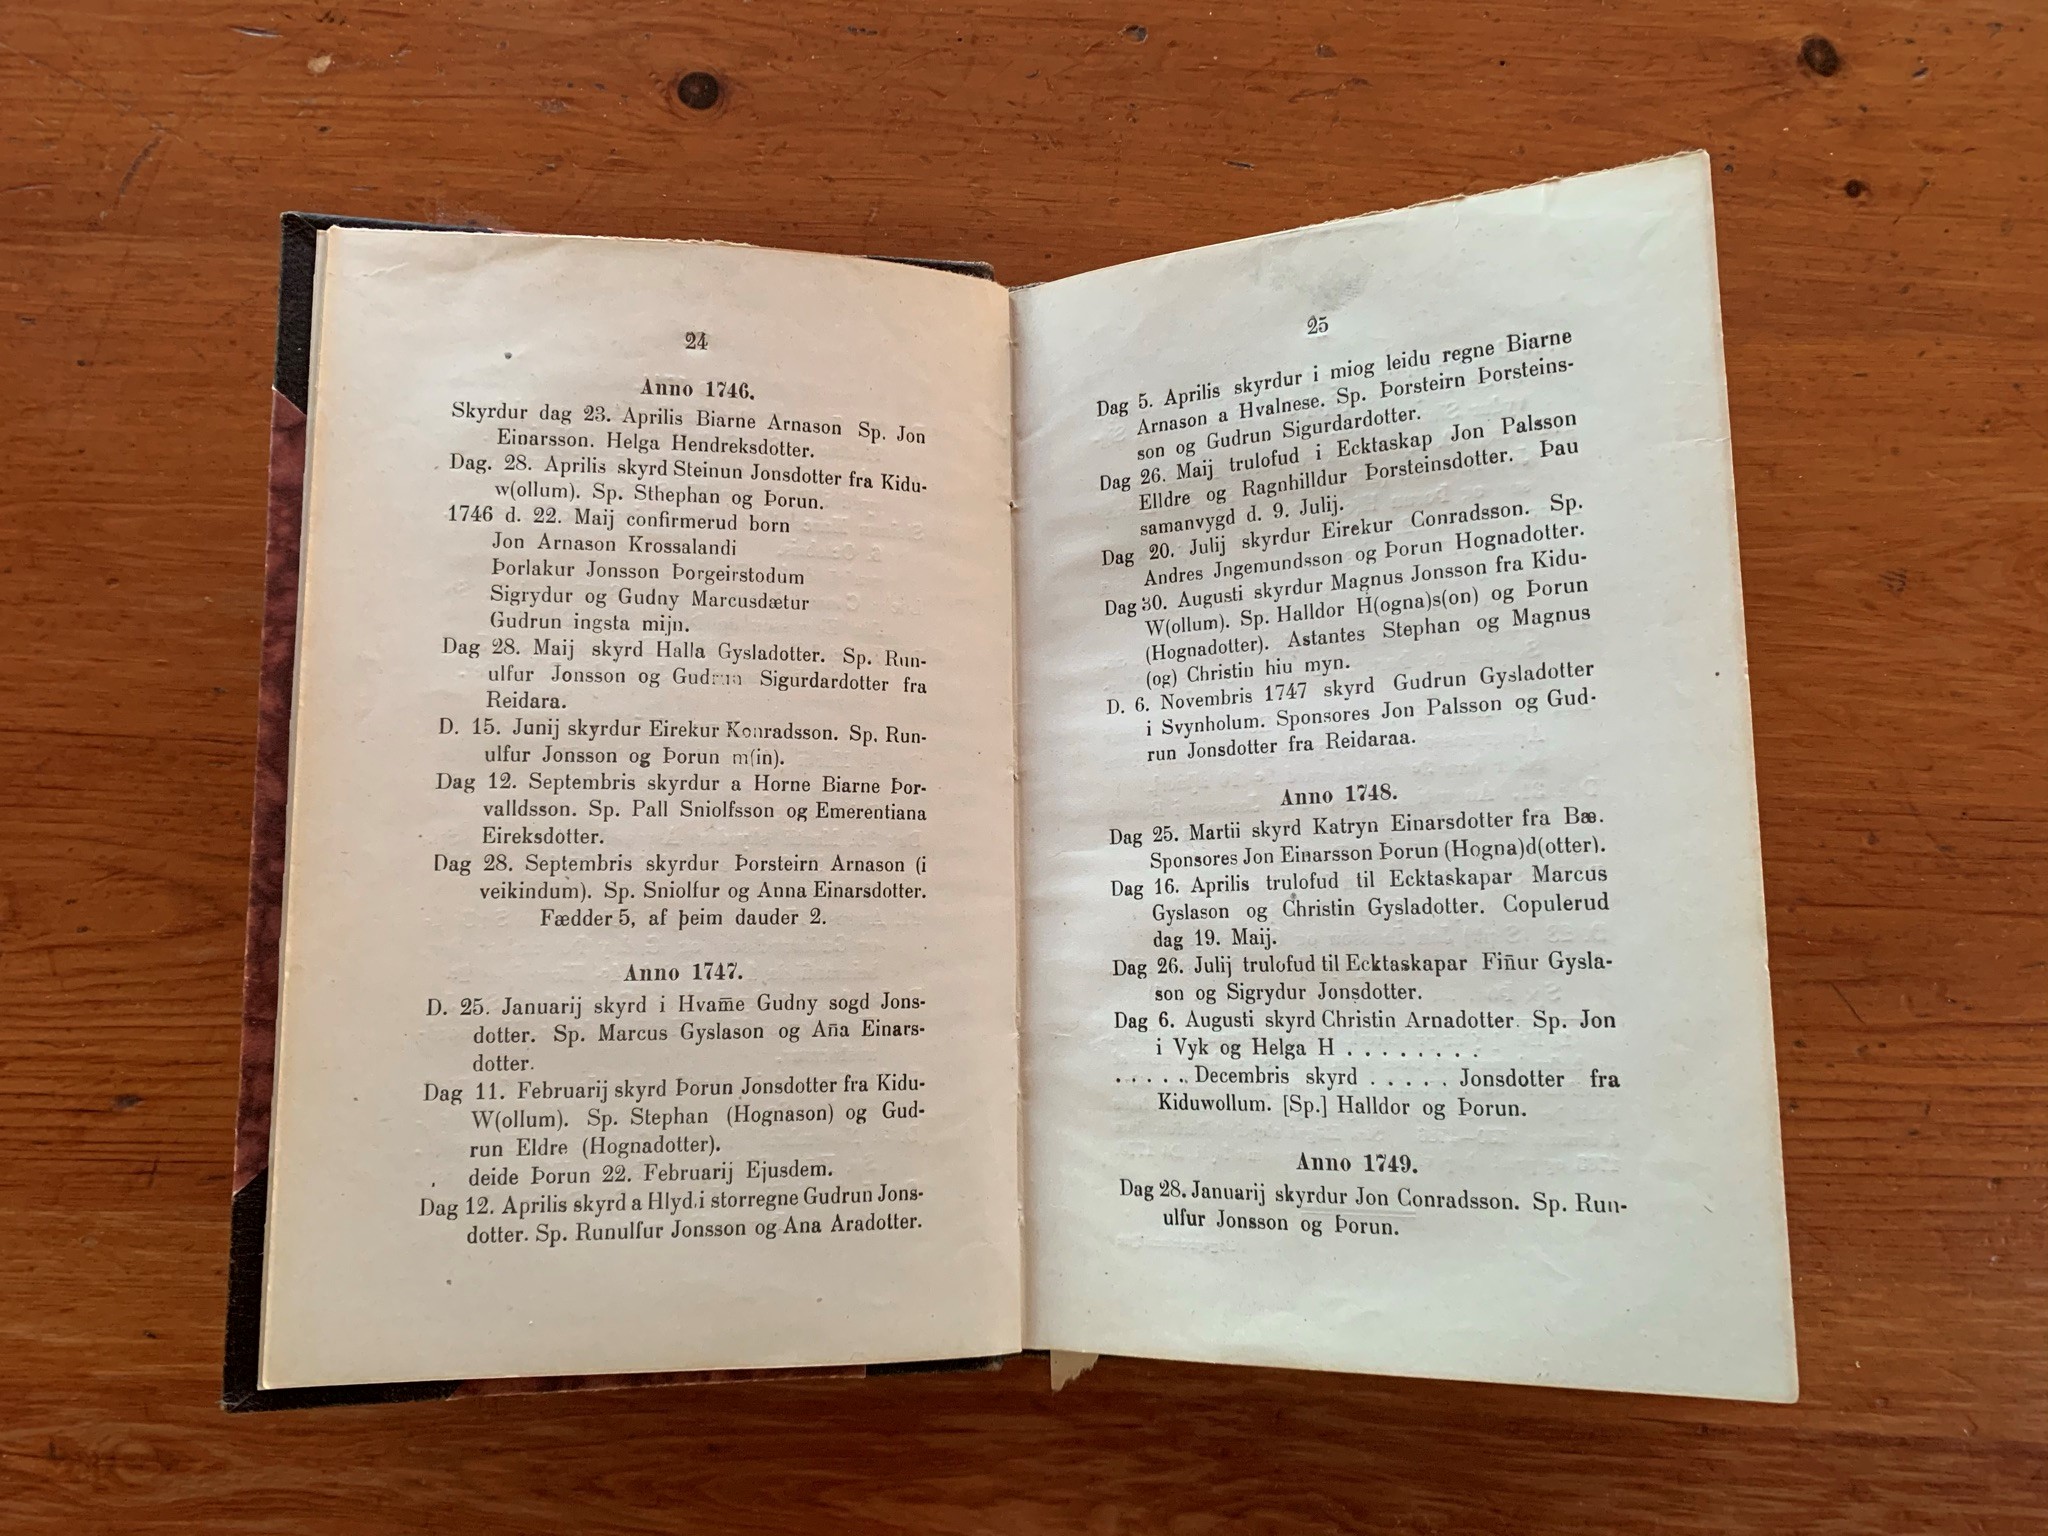 24
Anno 1746.
Skyrdur dag 23. Aprilis Biarne Arnason Sp. Jon
Einarsson. Helga Hendreksdotter.
Dag. 28. Aprilis skyrd Steinun Jonsdotter fra Kidu-
w(ollum). Sp. Sthephan og Þorun.
1746 d. 22. Maij confirmerud born
Jon Arnason Krossalandi
Þorlakur Jonsson Þorgeirstodum
Sigrydur og Gudny Marcusdætur
Gudrun ingsta mijn.
Dag 28. Maij skyrd Halla Gysladotter. Sp. Run-
ulfur Jonsson og Gudrun Sigurdardotter fra
Reidara.
D. 15. Junij skyrdur Eirekur Konradsson. Sp. Run-
ulfur Jonsson og Þorun m(in).
Dag 12. Septembris skyrdur a Horne Biarne Þor-
valldsson. Sp. Pall Sniolfsson og Emerentiana
Eireksdotter.
Dag 28. Septembris skyrdur Þorsteirn Arnason (i
veikindum). Sp. Sniolfur og Anna Einarsdotter.
Fædder 5, af þeim dauder 2.
Anno 1747.
D. 25. Januarij skyrd i Hvam̄e Gudny sogd Jons-
dotter. Sp. Marcus Gyslason og An̄a Einars-
dotter.
Dag 11. Februarij skyrd Þorun Jonsdotter fra Kidu-
W(ollum). Sp. Stephan (Hognason) og Gud-
run Eldre (Hognadotter).
deide Þorun 22. Februarij Ejusdem.
Dag 12. Aprilis skyrd a Hlyd.i storregne Gudrun Jons-
dotter. Sp. Runulfur Jonsson og Ana Aradotter.
25
Dag 5. Aprilis skyrdur i miog leidu regne Biarne
Arnason a Hvalnese. Sp. Þorsteirn Þorsteins-
son og Gudrun Sigurdardotter.
Dag 26. Maij trulofud i Ecktaskap Jon Palsson
Elldre og Ragnhilldur Þorsteinsdotter. Þau
samanvygd d. 9. Julij.
Dag 20. Julij skyrdur Eirekur Conradsson. Sp.
Andres Jngemundsson og Þorun Hognadotter.
Dag 30. Augusti skyrdur Magnus Jonsson fra Kidu-
W(ollum). Sp. Halldor H(ogna)s(on) og Þorun
(Hognadotter). Astantes Stephan og Magnus
(og) Christin hiu myn.
D. 6. Novembris 1747 skyrd Gudrun Gysladotter
i Svynholum. Sponsores Jon Palsson og Gud-
run Jonsdotter fra Reidaraa.
Anno 1748.
Dag 25. Martii skyrd Katryn Einarsdotter fra Bæ.
Sponsores Jon Einarsson Þorun (Hogna)d(otter).
Dag 16. Aprilis trulofud til Ecktaskapar Marcus
Gyslason og Christin Gysladotter. Copulerud
dag 19. Maij.
Dag 26. Julij trulofud til Ecktaskapar Fin̄ur Gysla-
son og Sigrydur Jonsdotter.
Dag 6. Augusti skyrd Christin Arnadotter. Sp. Jon
i Vyk og Helga H . . . . . . . .
. . . . . Decembris skyrd . . . . . Jonsdotter fra
Kiduwollum. [Sp.] Halldor og Þorun.
Anno 1749.
Dag 28. Januarij skyrdur Jon Conradsson. Sp. Run-
ulfur Jonsson og Þorun.